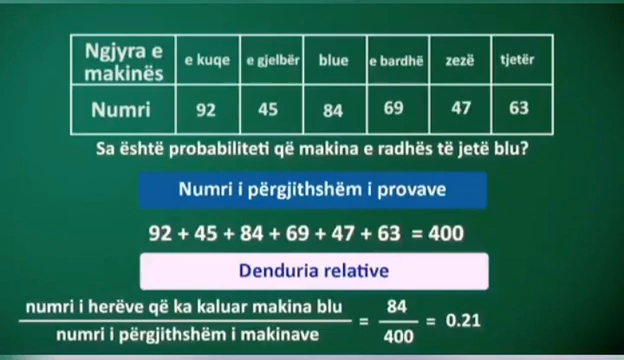 Ngjyra e makinës e kuqe e gjelbër blue e bardhë zezë tjetër
Numri 92 45 84 69 47 63
Sa është probabiliteti që makina e radhës të jetë blu?
Numri i përgjithshëm i provave
92 + 45 + 84 + 69 + 47 + 63 = 400
Denduria relative
numri i herëve që ka kaluar makina blu
numri i përgjithshëm i makinave
= 84/400 = 0.21